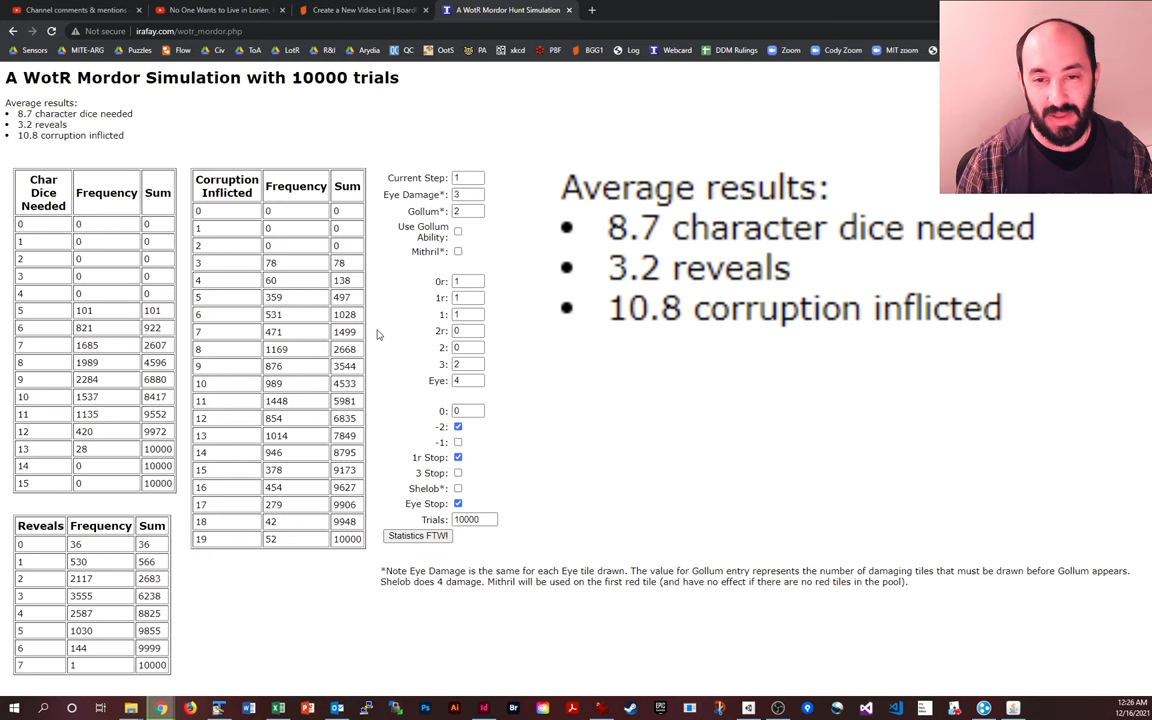 Channel comments & mentions
No One Wants to Live in Lorien,
Create a New Video Link | Board
A WotR Mordor Hunt Simulation
Not secure | irafay.com/wotr_mordor.php
Sensors MITE-ARG Puzzles Flow Civ ToA LotR R&I Arydia QC OotS PA xkcd PBF BGG1 Log Webcard DDM Rulings Zoom Cody Zoom MIT zoom
A WotR Mordor Simulation with 10000 trials
Average results:
• 8.7 character dice needed
• 3.2 reveals
• 10.8 corruption inflicted
Char Dice Needed Frequency Sum
0 0 0
1 0 0
2 0 0
3 0 0
4 0 0
5 101 101
6 821 922
7 1685 2607
8 1989 4596
9 2284 6880
10 1537 8417
11 1135 9552
12 420 9972
13 28 10000
14 0 10000
15 0 10000
Reveals Frequency Sum
0 36 36
1 530 566
2 2117 2683
3 3555 6238
4 2587 8825
5 1030 9855
6 144 9999
7 1 10000
Corruption Inflicted Frequency Sum
0 0 0
1 0 0
2 0 0
3 78 78
4 60 138
5 359 497
6 531 1028
7 471 1499
8 1169 2668
9 876 3544
10 989 4533
11 1448 5981
12 854 6835
13 1014 7849
14 946 8795
15 378 9173
16 454 9627
17 279 9906
18 42 9948
19 52 10000
Current Step: 1
Eye Damage*: 3
Gollum*: 2
Use Gollum
Ability:
Mithril*:
0r: 1
1r: 1
1: 1
2r: 0
2: 0
3: 2
Eye: 4
0: 0
-2:
-1:
1r Stop:
3 Stop:
Shelob*:
Eye Stop:
Trials: 10000
Statistics FTW!
Average results:
• 8.7 character dice needed
• 3.2 reveals
• 10.8 corruption inflicted
*Note Eye Damage is the same for each Eye tile drawn. The value for Gollum entry represents the number of damaging tiles that must be drawn before Gollum appears.
Shelob does 4 damage. Mithril will be used on the first red tile (and have no effect if there are no red tiles in the pool).
12:26 AM
12/16/2021